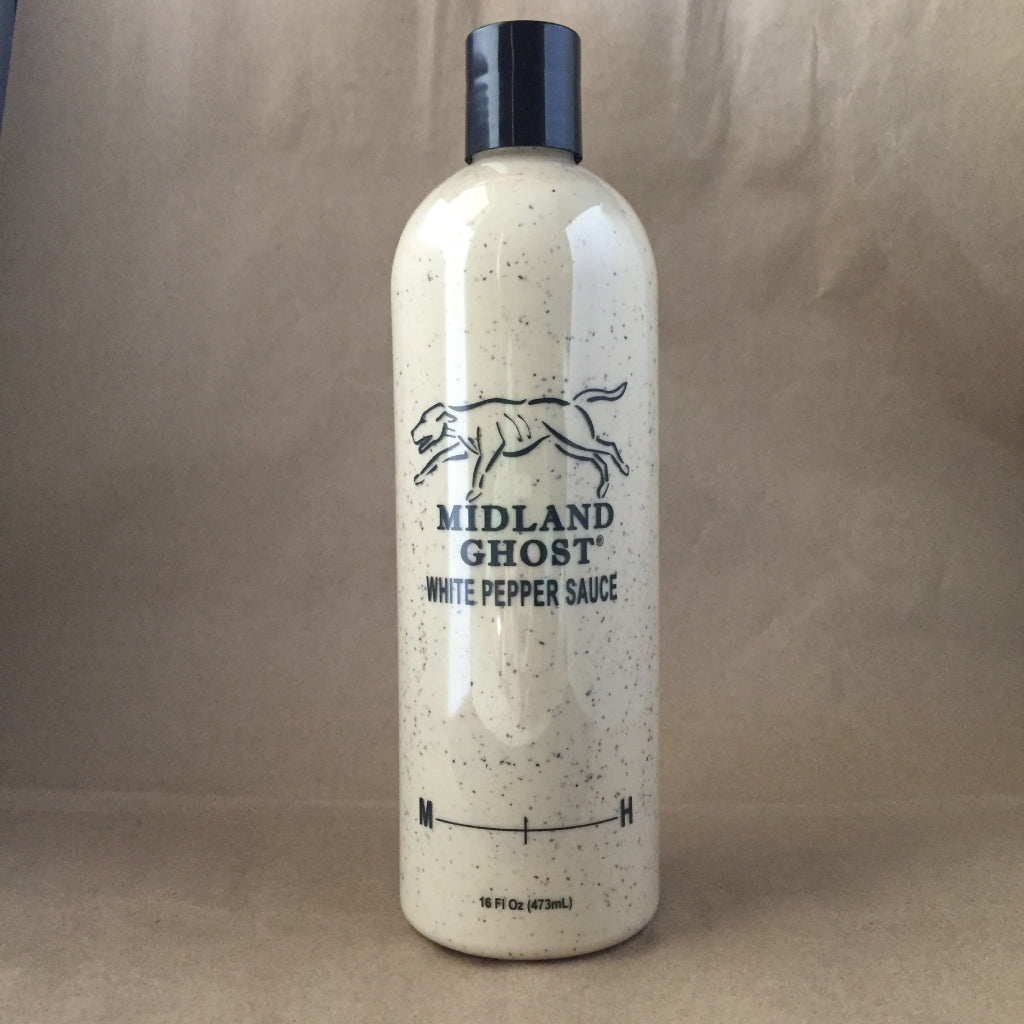 MIDLAND
GHOST®
WHITE PEPPER SAUCE
M H
16 Fl Oz (473mL)